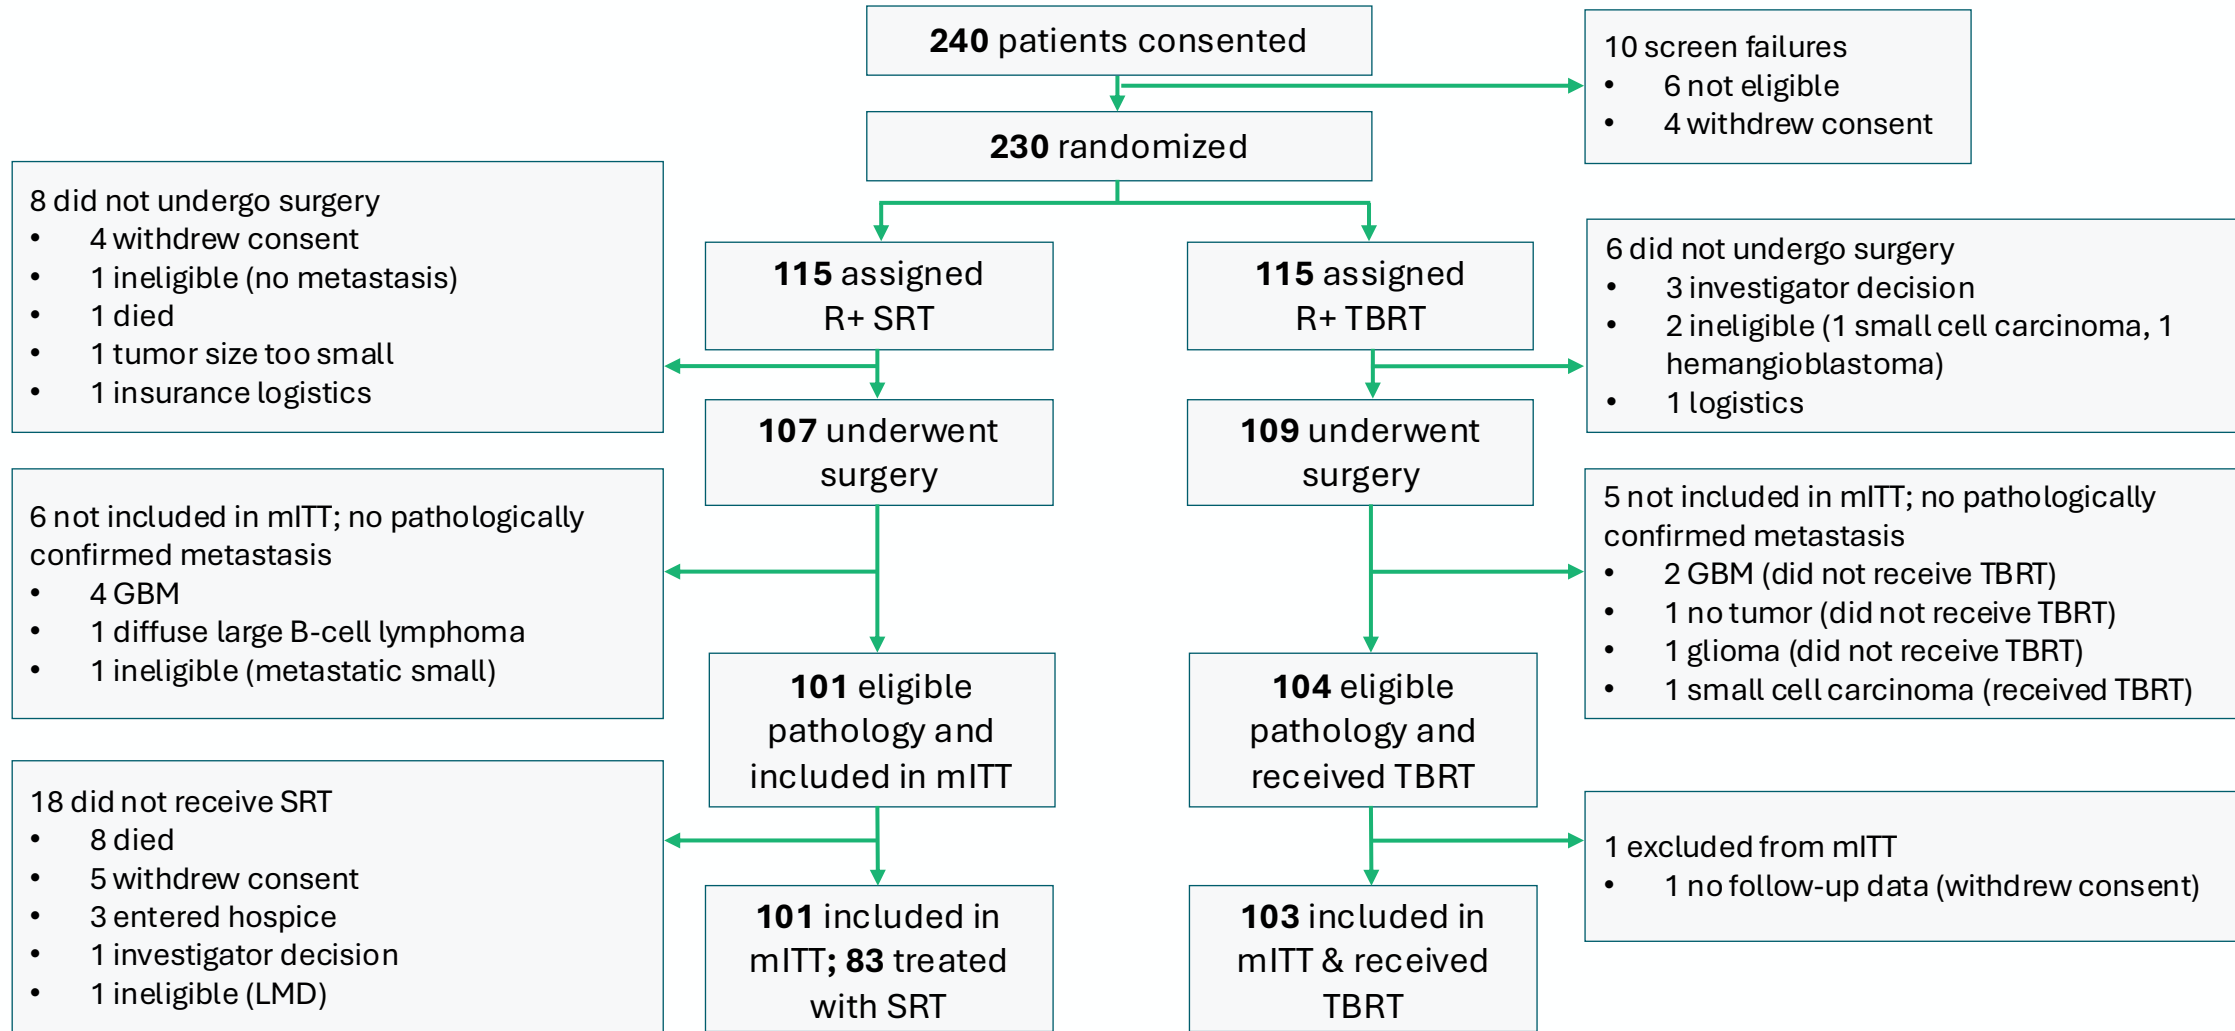 240 patients consented
10 screen failures
• 6 not eligible
• 4 withdrew consent
230 randomized
8 did not undergo surgery
• 4 withdrew consent
• 1 ineligible (no metastasis)
• 1 died
• 1 tumor size too small
• 1 insurance logistics
115 assigned
R+ SRT
115 assigned
R+ TBRT
6 did not undergo surgery
• 3 investigator decision
• 2 ineligible (1 small cell carcinoma, 1
hemangioblastoma)
• 1 logistics
107 underwent
surgery
109 underwent
surgery
6 not included in mITT; no pathologically
confirmed metastasis
• 4 GBM
• 1 diffuse large B-cell lymphoma
• 1 ineligible (metastatic small)
5 not included in mITT; no pathologically
confirmed metastasis
• 2 GBM (did not receive TBRT)
• 1 no tumor (did not receive TBRT)
• 1 glioma (did not receive TBRT)
• 1 small cell carcinoma (received TBRT)
101 eligible
pathology and
included in mITT
104 eligible
pathology and
received TBRT
18 did not receive SRT
• 8 died
• 5 withdrew consent
• 3 entered hospice
• 1 investigator decision
• 1 ineligible (LMD)
1 excluded from mITT
• 1 no follow-up data (withdrew consent)
101 included in
mITT; 83 treated
with SRT
103 included in
mITT & received
TBRT